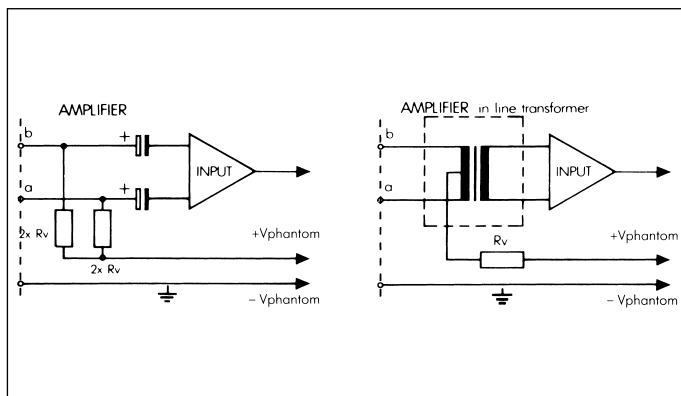 AMPLIFIER
b
+
INPUT
a
+
2x Rv
2x Rv
+Vphantom
– Vphantom
AMPLIFIER in line transformer
b
INPUT
a
Rv
+Vphantom
– Vphantom